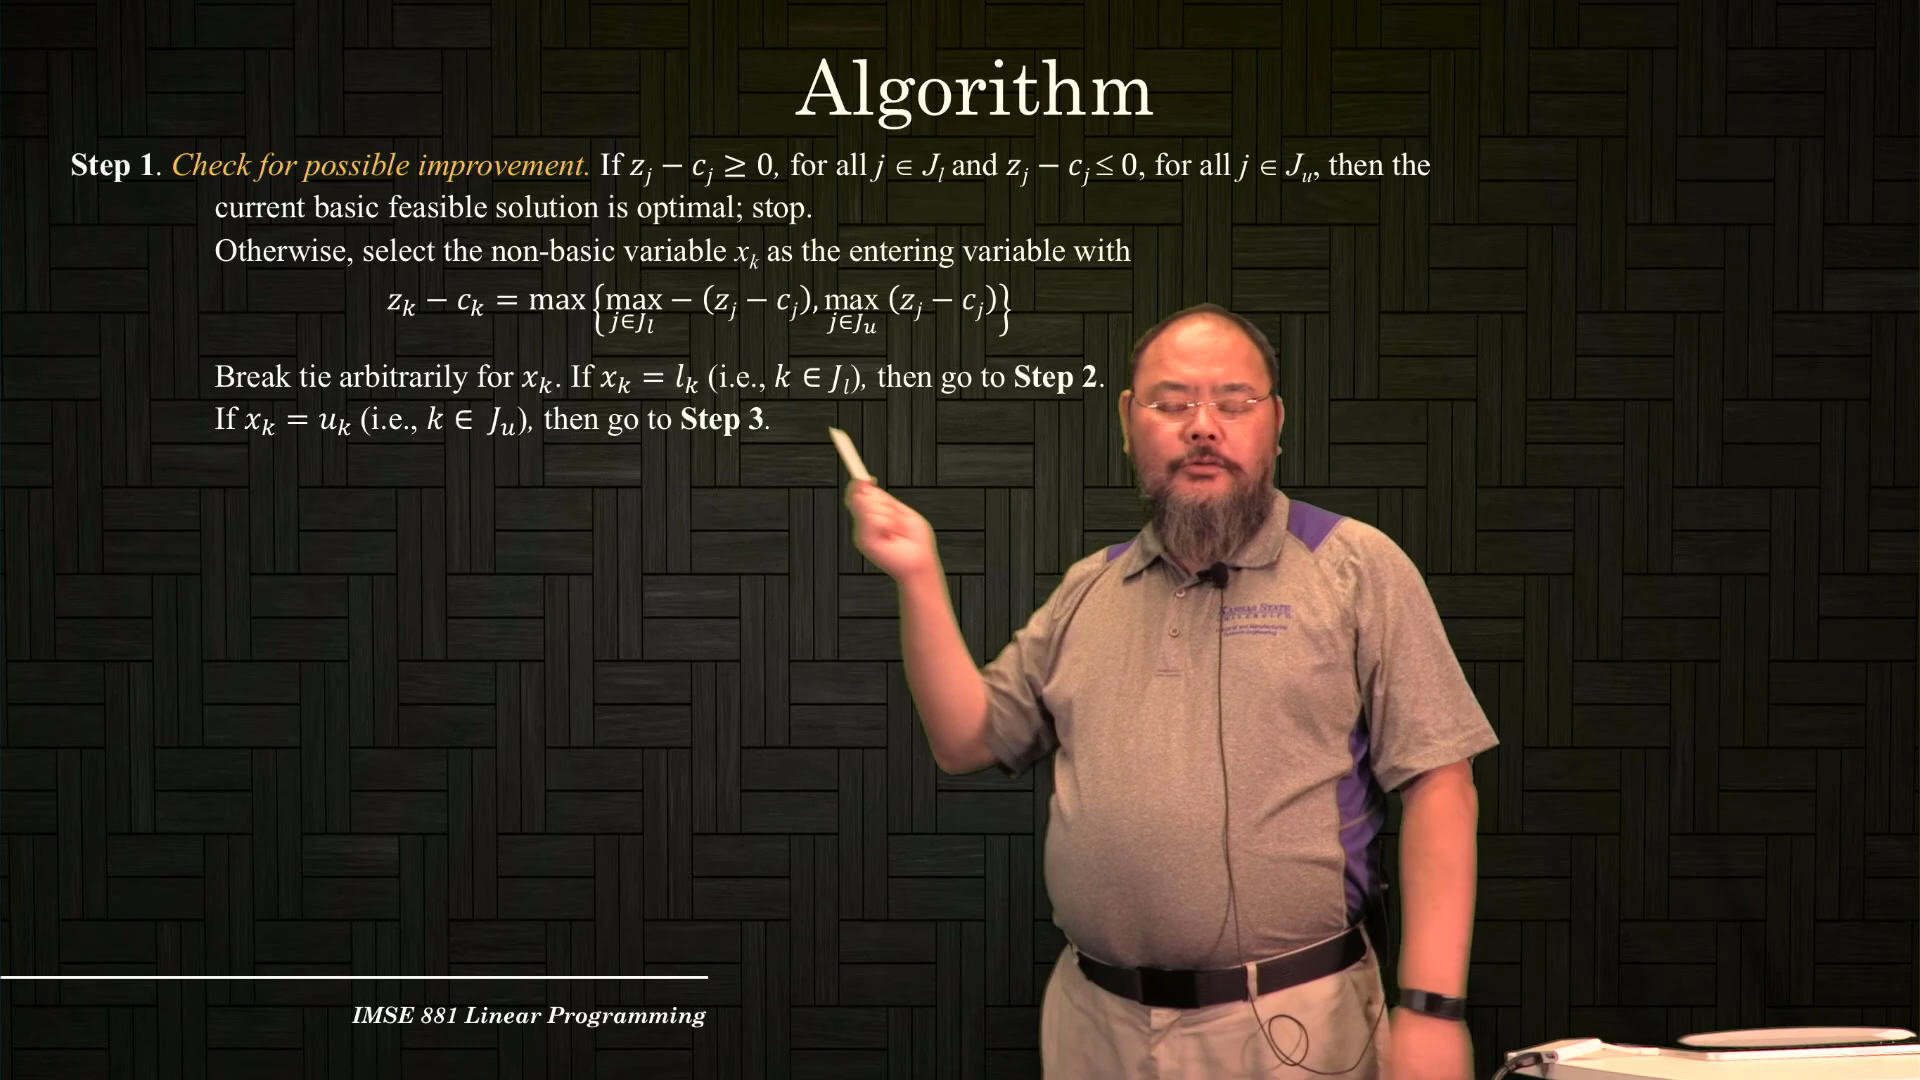 Algorithm
Step 1. Check for possible improvement. If z_j − c_j ≥ 0, for all j ∈ J_l and z_j − c_j ≤ 0, for all j ∈ J_u, then the
current basic feasible solution is optimal; stop.
Otherwise, select the non-basic variable x_k as the entering variable with
z_k − c_k = max {max_{j∈J_l} − (z_j − c_j), max_{j∈J_u} (z_j − c_j)}
Break tie arbitrarily for x_k. If x_k = l_k (i.e., k ∈ J_l), then go to Step 2.
If x_k = u_k (i.e., k ∈ J_u), then go to Step 3.
KANSAS STATE
UNIVERSITY
IMSE 881 Linear Programming